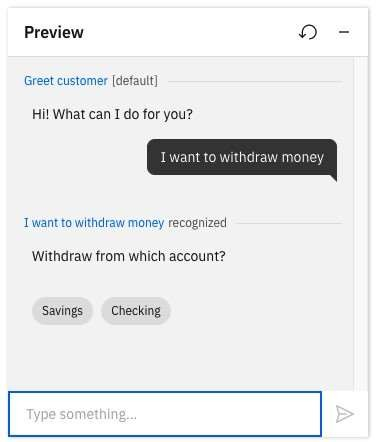 Preview
Greet customer [default]
Hi! What can I do for you?
I want to withdraw money
I want to withdraw money recognized
Withdraw from which account?
Savings Checking
Type something...